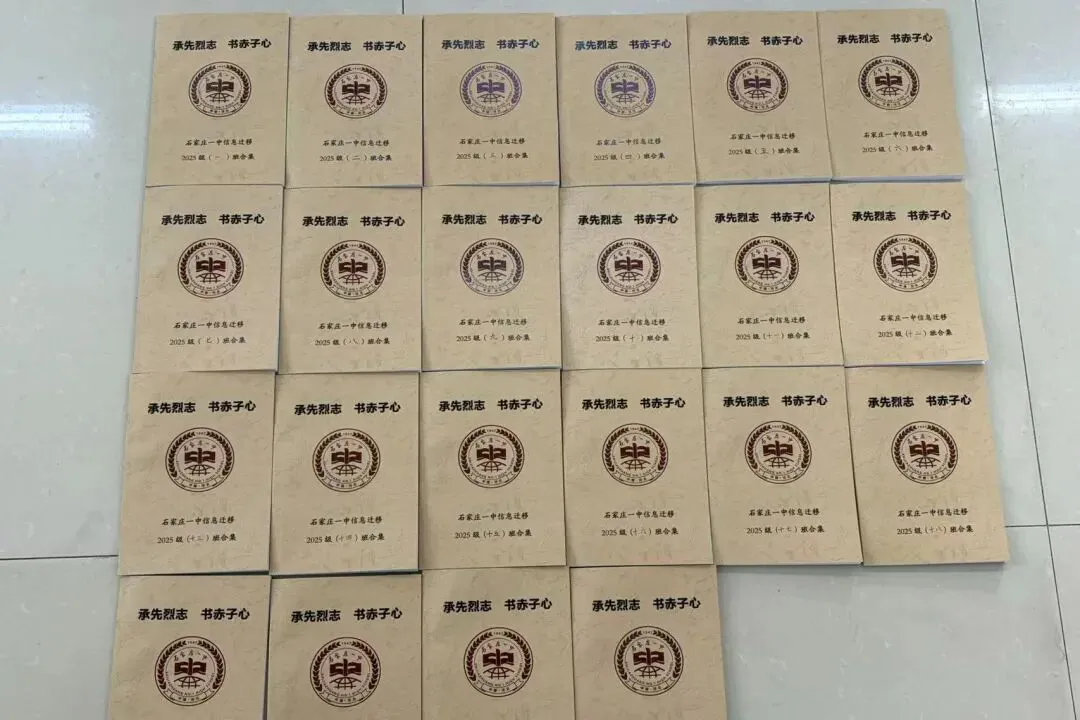 承先烈志 书赤子心
石家庄一中信息迁移
2025级(一)班合集
承先烈志 书赤子心
石家庄一中信息迁移
2025级(二)班合集
承先烈志 书赤子心
石家庄一中信息迁移
2025级(三)班合集
承先烈志 书赤子心
石家庄一中信息迁移
2025级(四)班合集
承先烈志 书赤子心
石家庄一中信息迁移
2025级(五)班合集
承先烈志 书赤子心
石家庄一中信息迁移
2025级(六)班合集
承先烈志 书赤子心
石家庄一中信息迁移
2025级(七)班合集
承先烈志 书赤子心
石家庄一中信息迁移
2025级(八)班合集
承先烈志 书赤子心
石家庄一中信息迁移
2025级(九)班合集
承先烈志 书赤子心
石家庄一中信息迁移
2025级(十)班合集
承先烈志 书赤子心
石家庄一中信息迁移
2025级(十一)班合集
承先烈志 书赤子心
石家庄一中信息迁移
2025级(十二)班合集
承先烈志 书赤子心
石家庄一中信息迁移
2025级(十三)班合集
承先烈志 书赤子心
石家庄一中信息迁移
2025级(十四)班合集
承先烈志 书赤子心
石家庄一中信息迁移
2025级(十五)班合集
承先烈志 书赤子心
石家庄一中信息迁移
2025级(十六)班合集
承先烈志 书赤子心
石家庄一中信息迁移
2025级(十七)班合集
承先烈志 书赤子心
石家庄一中信息迁移
2025级(十八)班合集
承先烈志 书赤子心
承先烈志 书赤子心
承先烈志 书赤子心
承先烈志 书赤子心